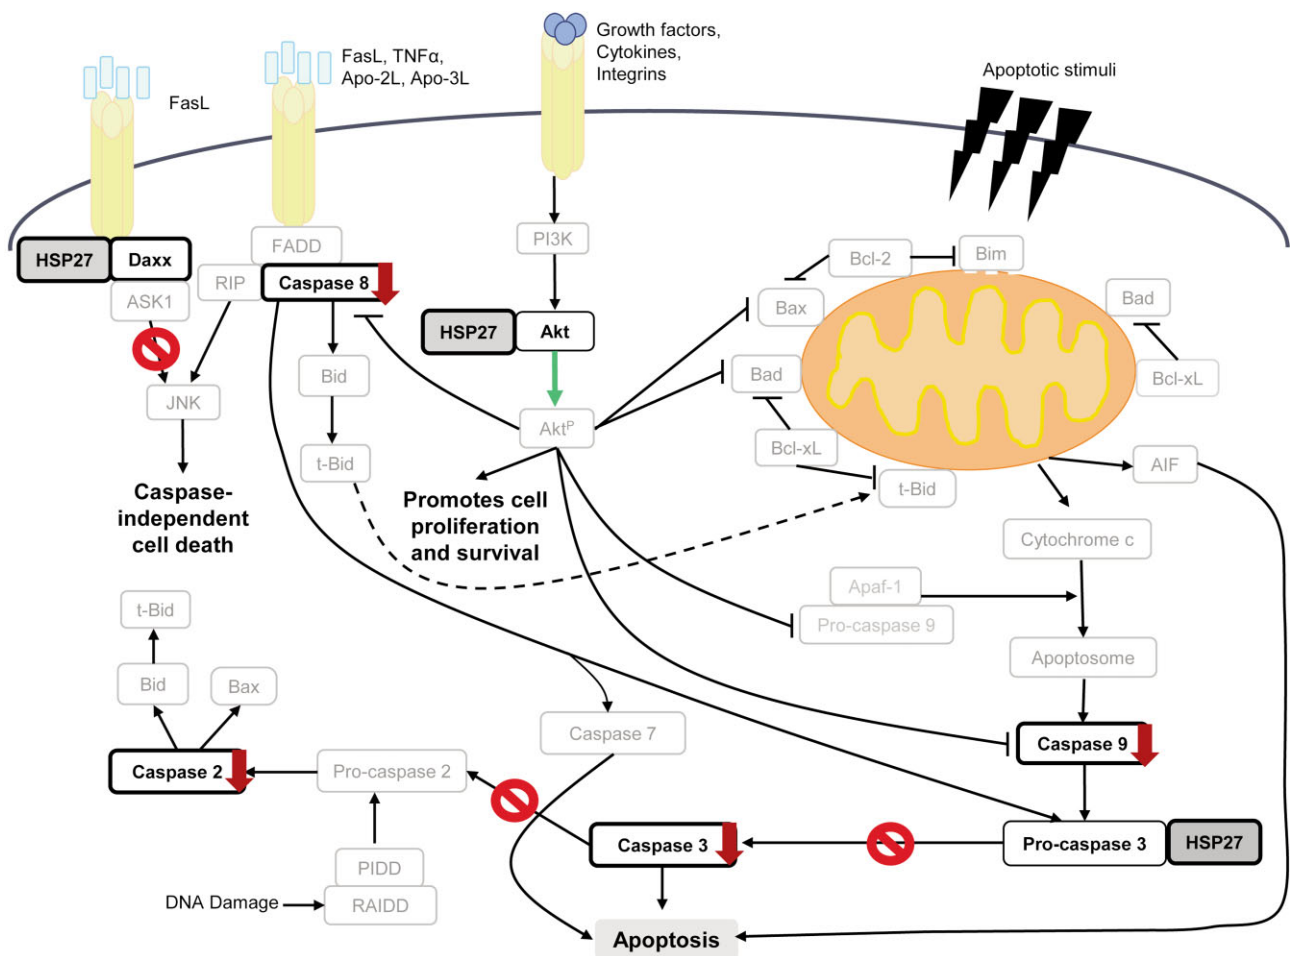 FasL
FasL, TNFα,
Apo-2L, Apo-3L
Growth factors,
Cytokines,
Integrins
Apoptotic stimuli
HSP27
Daxx
ASK1
FADD
RIP
Caspase 8
PI3K
HSP27
Akt
Bcl-2
Bim
Bax
Bad
Bad
Bcl-xL
JNK
Bid
Aktᴾ
Bcl-xL
t-Bid
t-Bid
AIF
Caspase-
independent
cell death
Promotes cell
proliferation
and survival
Cytochrome c
Apaf-1
Pro-caspase 9
Apoptosome
t-Bid
Bid
Bax
Caspase 7
Caspase 9
Caspase 2
Pro-caspase 2
Caspase 3
Pro-caspase 3
HSP27
PIDD
RAIDD
DNA Damage
Apoptosis